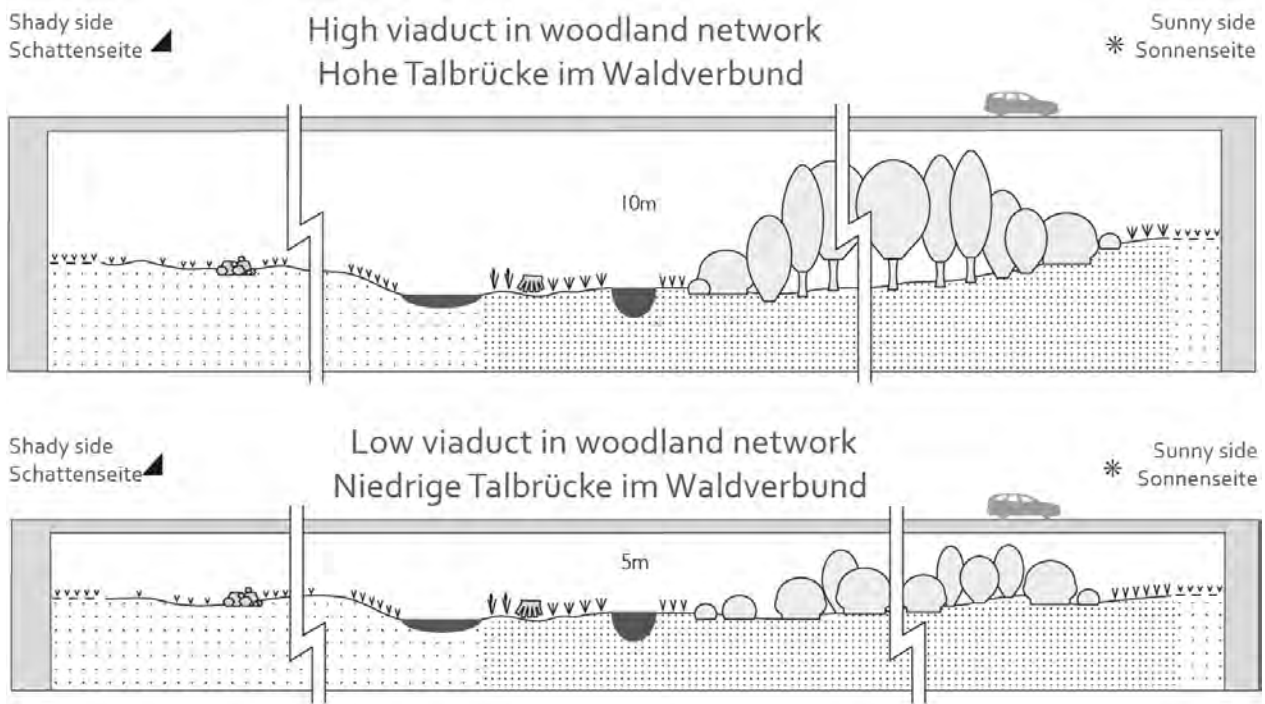 Shady side
Schattenseite
High viaduct in woodland network
Hohe Talbrücke im Waldverbund
Sunny side
Sonnenseite
10m
Shady side
Schattenseite
Low viaduct in woodland network
Niedrige Talbrücke im Waldverbund
Sunny side
Sonnenseite
5m